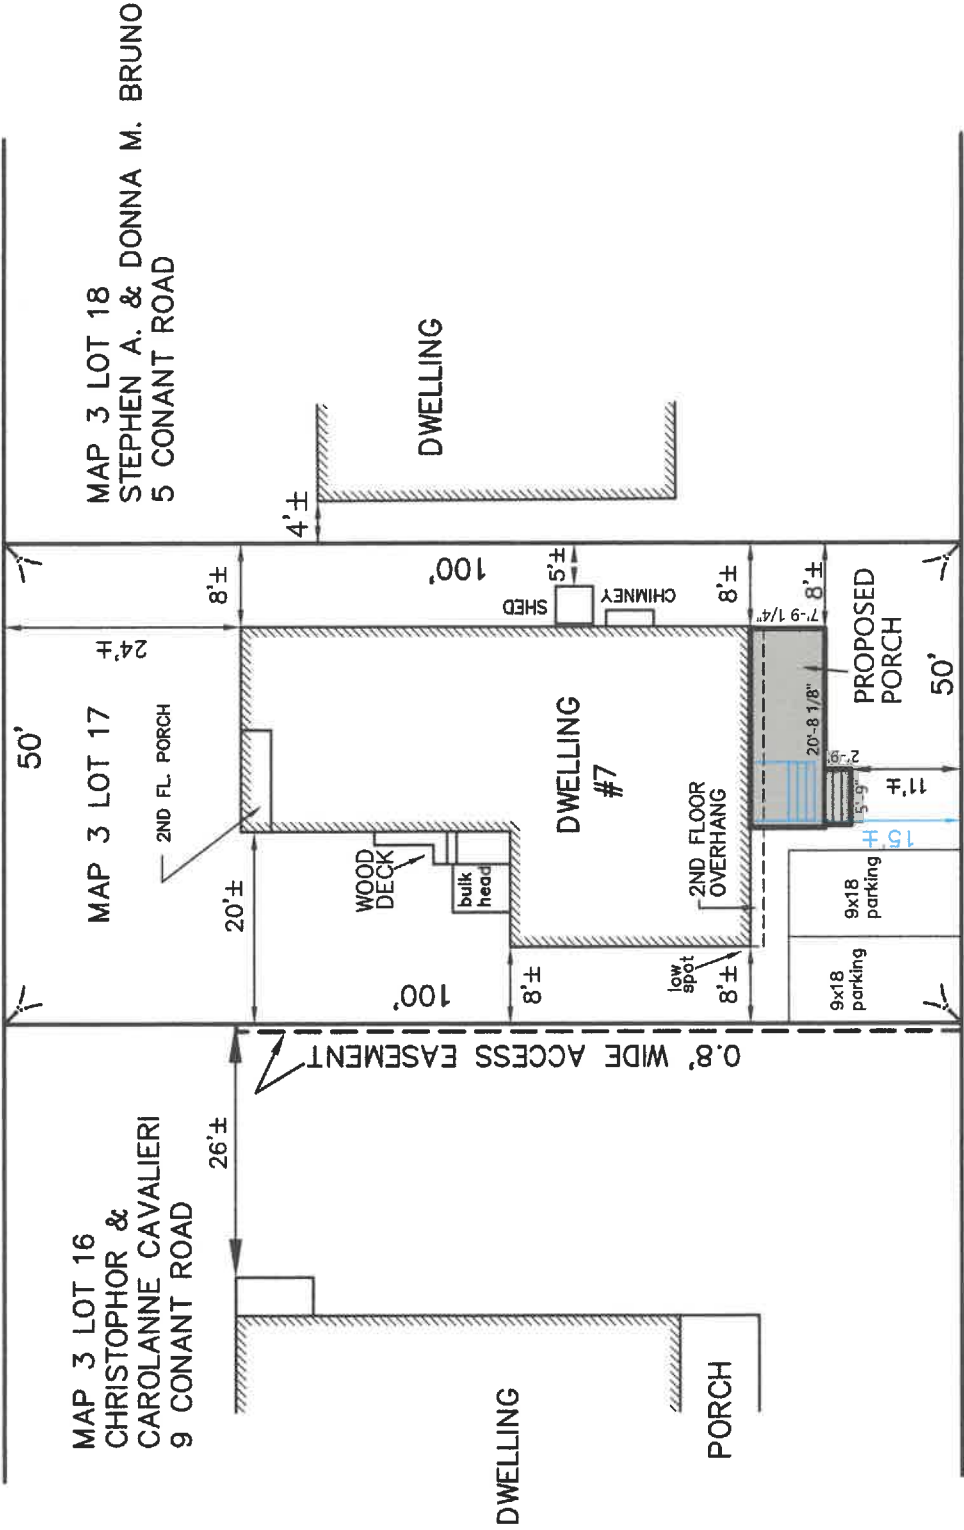 MAP 3 LOT 16
CHRISTOPHOR &
CAROLANNE CAVALIERI
9 CONANT ROAD
26'±
DWELLING
PORCH
0.8' WIDE ACCESS EASEMENT
50'
MAP 3 LOT 17
2ND FL. PORCH
24'±
8'±
20'±
100'
100'
WOOD
DECK
bulk
head
8'±
SHED
CHIMNEY
5'±
DWELLING
#7
2ND FLOOR
OVERHANG
low
spot
8'±
8'±
7'-9 1/4"
20'-8 1/8"
8'±
2'-9"
5'-9"
PROPOSED
PORCH
11'±
15'±
9x18
parking
9x18
parking
50'
MAP 3 LOT 18
STEPHEN A. & DONNA M. BRUNO
5 CONANT ROAD
4'±
DWELLING